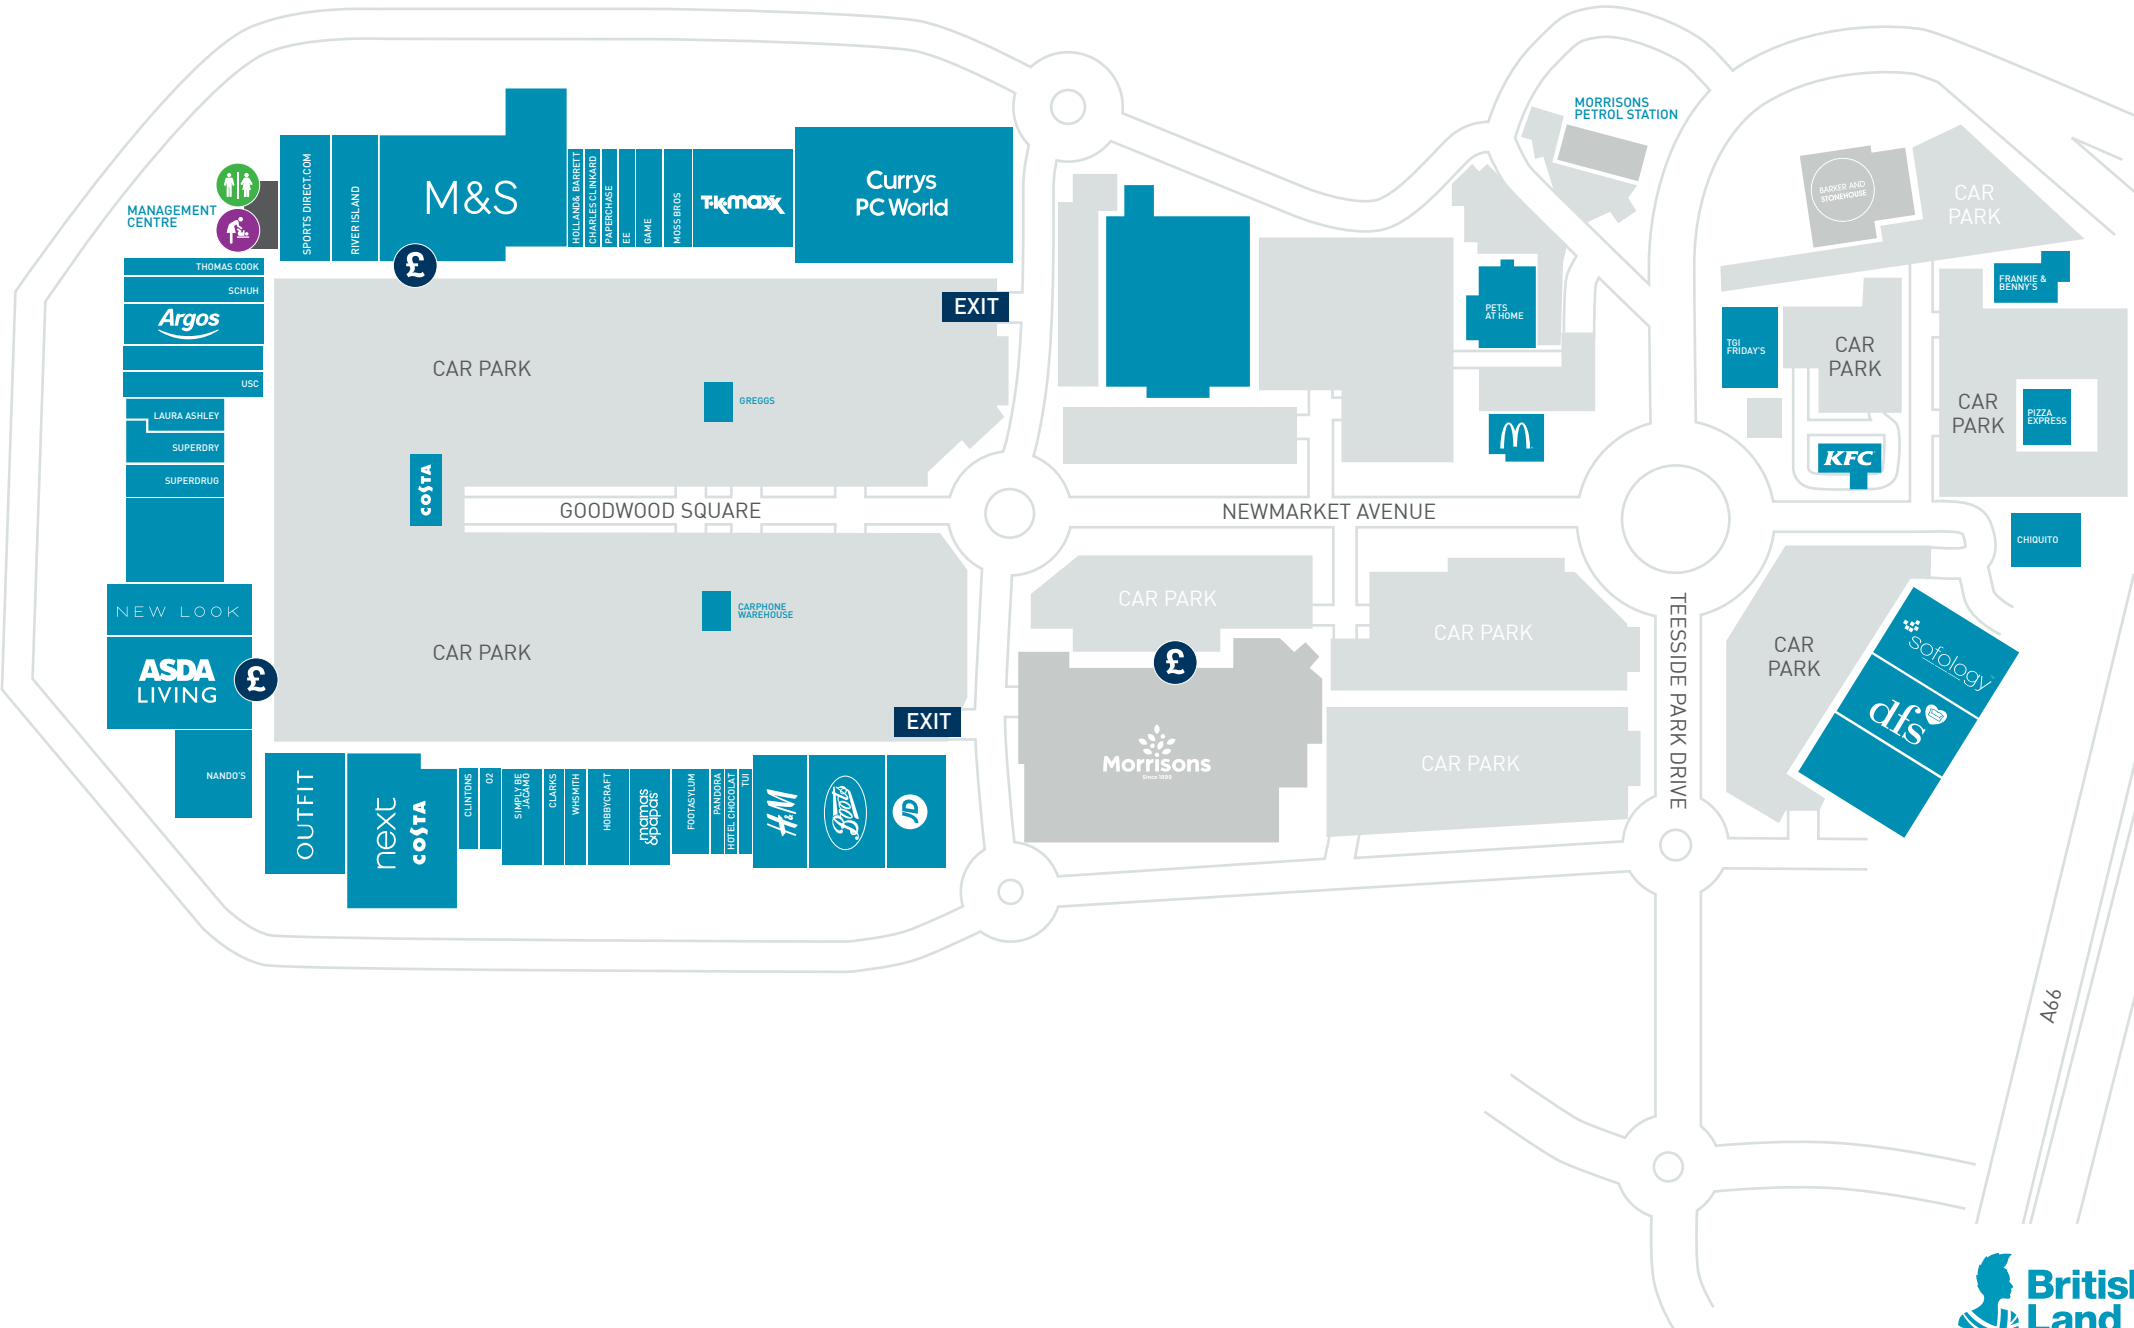 MORRISONS
PETROL STATION
BARKER AND
STONEHOUSE
CAR
PARK
MANAGEMENT
CENTRE
SPORTS DIRECT.COM
RIVER ISLAND
M&S
HOLLAND & BARRETT
CHARLES CLINKARD
PAPERCHASE
EE
GAME
MOSS BROS
TK maxx
Currys
PC World
£
THOMAS COOK
SCHUH
Argos
USC
LAURA ASHLEY
SUPERDRY
SUPERDRUG
NEW LOOK
ASDA
LIVING
£
NANDO'S
EXIT
CAR PARK
GREGGS
COSTA
GOODWOOD SQUARE
CARPHONE
WAREHOUSE
CAR PARK
EXIT
OUTFIT
next
COSTA
CLINTONS
O2
SIMPLY BE
JACAMO
CLARKS
WHSMITH
HOBBYCRAFT
mamas
&papas
FOOTASYLUM
PANDORA
HOTEL CHOCOLAT
TUI
H&M
Boots
JD
PETS
AT HOME
M
NEWMARKET AVENUE
CAR PARK
£
Morrisons
Since 1899
CAR PARK
CAR PARK
TEESSIDE PARK DRIVE
FRANKIE &
BENNY'S
TGI
FRIDAY'S
CAR
PARK
CAR
PARK
PIZZA
EXPRESS
KFC
CHIQUITO
CAR
PARK
sofology
dfs
A66
British
Land